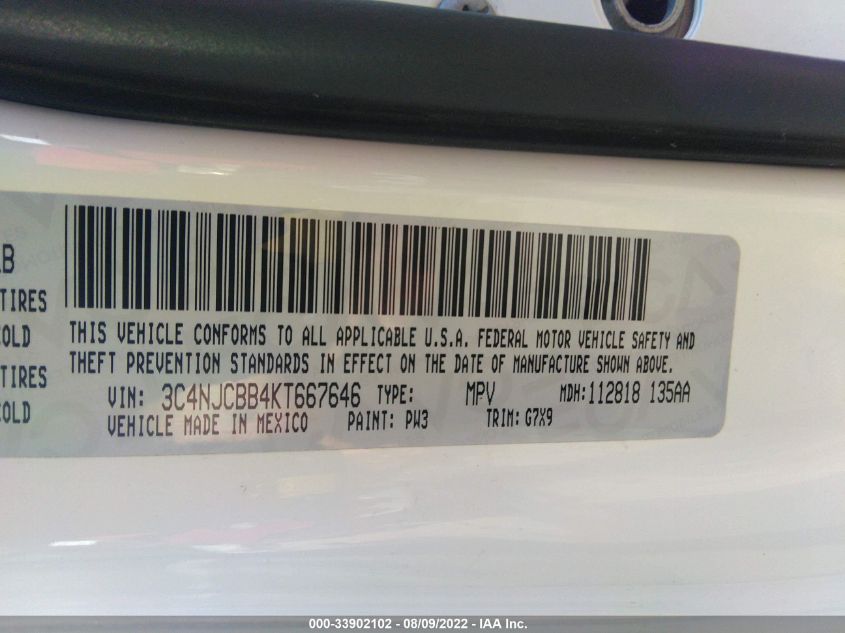 B
TIRES
COLD
TIRES
COLD
THIS VEHICLE CONFORMS TO ALL APPLICABLE U.S.A. FEDERAL MOTOR VEHICLE SAFETY AND
THEFT PREVENTION STANDARDS IN EFFECT ON THE DATE OF MANUFACTURE SHOWN ABOVE.
VIN: 3C4NJCBB4KT667646 TYPE: MPV MDH:112818 135AA
VEHICLE MADE IN MEXICO PAINT: PW3 TRIM: G7X9
000-33902102 - 08/09/2022 - IAA Inc.